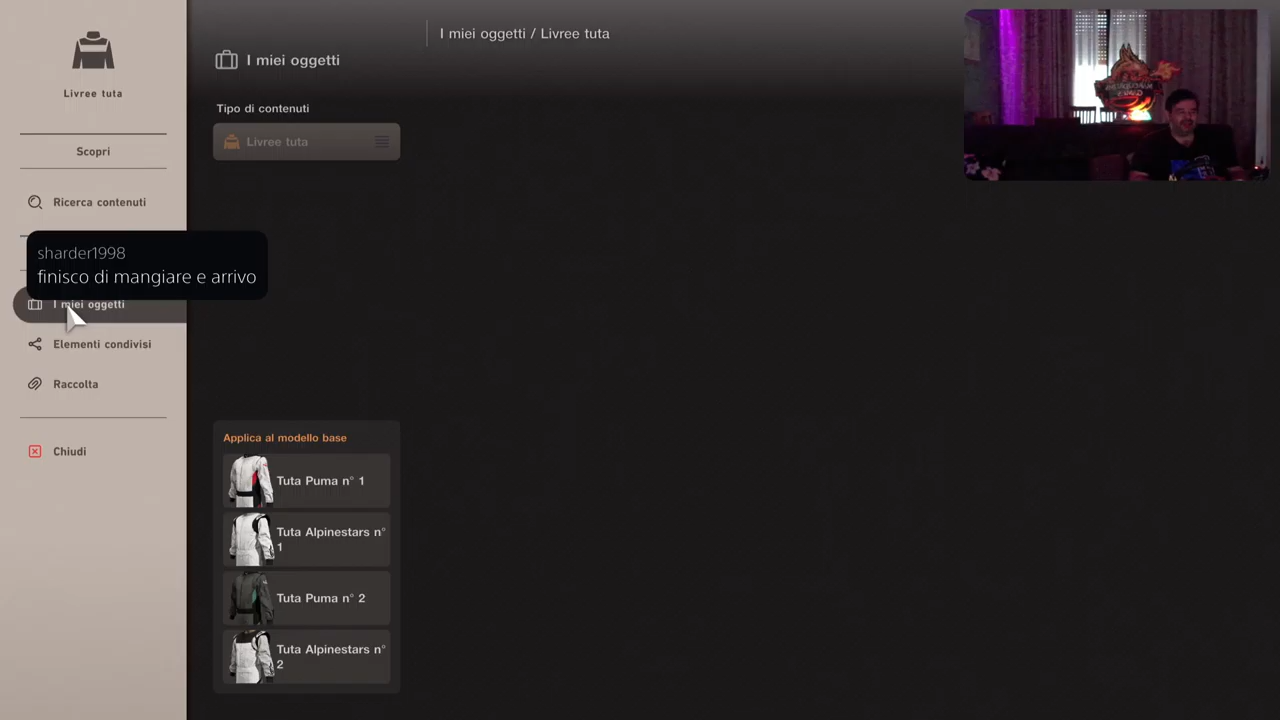 Livree tuta
Scopri
Ricerca contenuti
sharder1998
finisco di mangiare e arrivo
I miei oggetti
Elementi condivisi
Raccolta
Chiudi
I miei oggetti / Livree tuta
I miei oggetti
Tipo di contenuti
Livree tuta
Applica al modello base
Tuta Puma n° 1
Tuta Alpinestars n°
1
Tuta Puma n° 2
Tuta Alpinestars n°
2